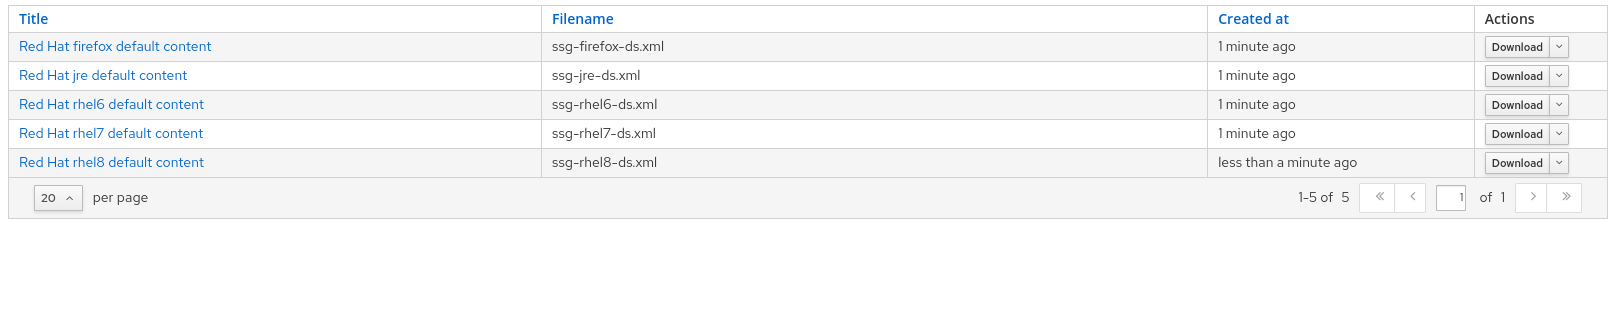 Title Filename Created at Actions
Red Hat firefox default content ssg-firefox-ds.xml 1 minute ago Download
Red Hat jre default content ssg-jre-ds.xml 1 minute ago Download
Red Hat rhel6 default content ssg-rhel6-ds.xml 1 minute ago Download
Red Hat rhel7 default content ssg-rhel7-ds.xml 1 minute ago Download
Red Hat rhel8 default content ssg-rhel8-ds.xml less than a minute ago Download
20 per page 1-5 of 5 « < 1 of 1 > »